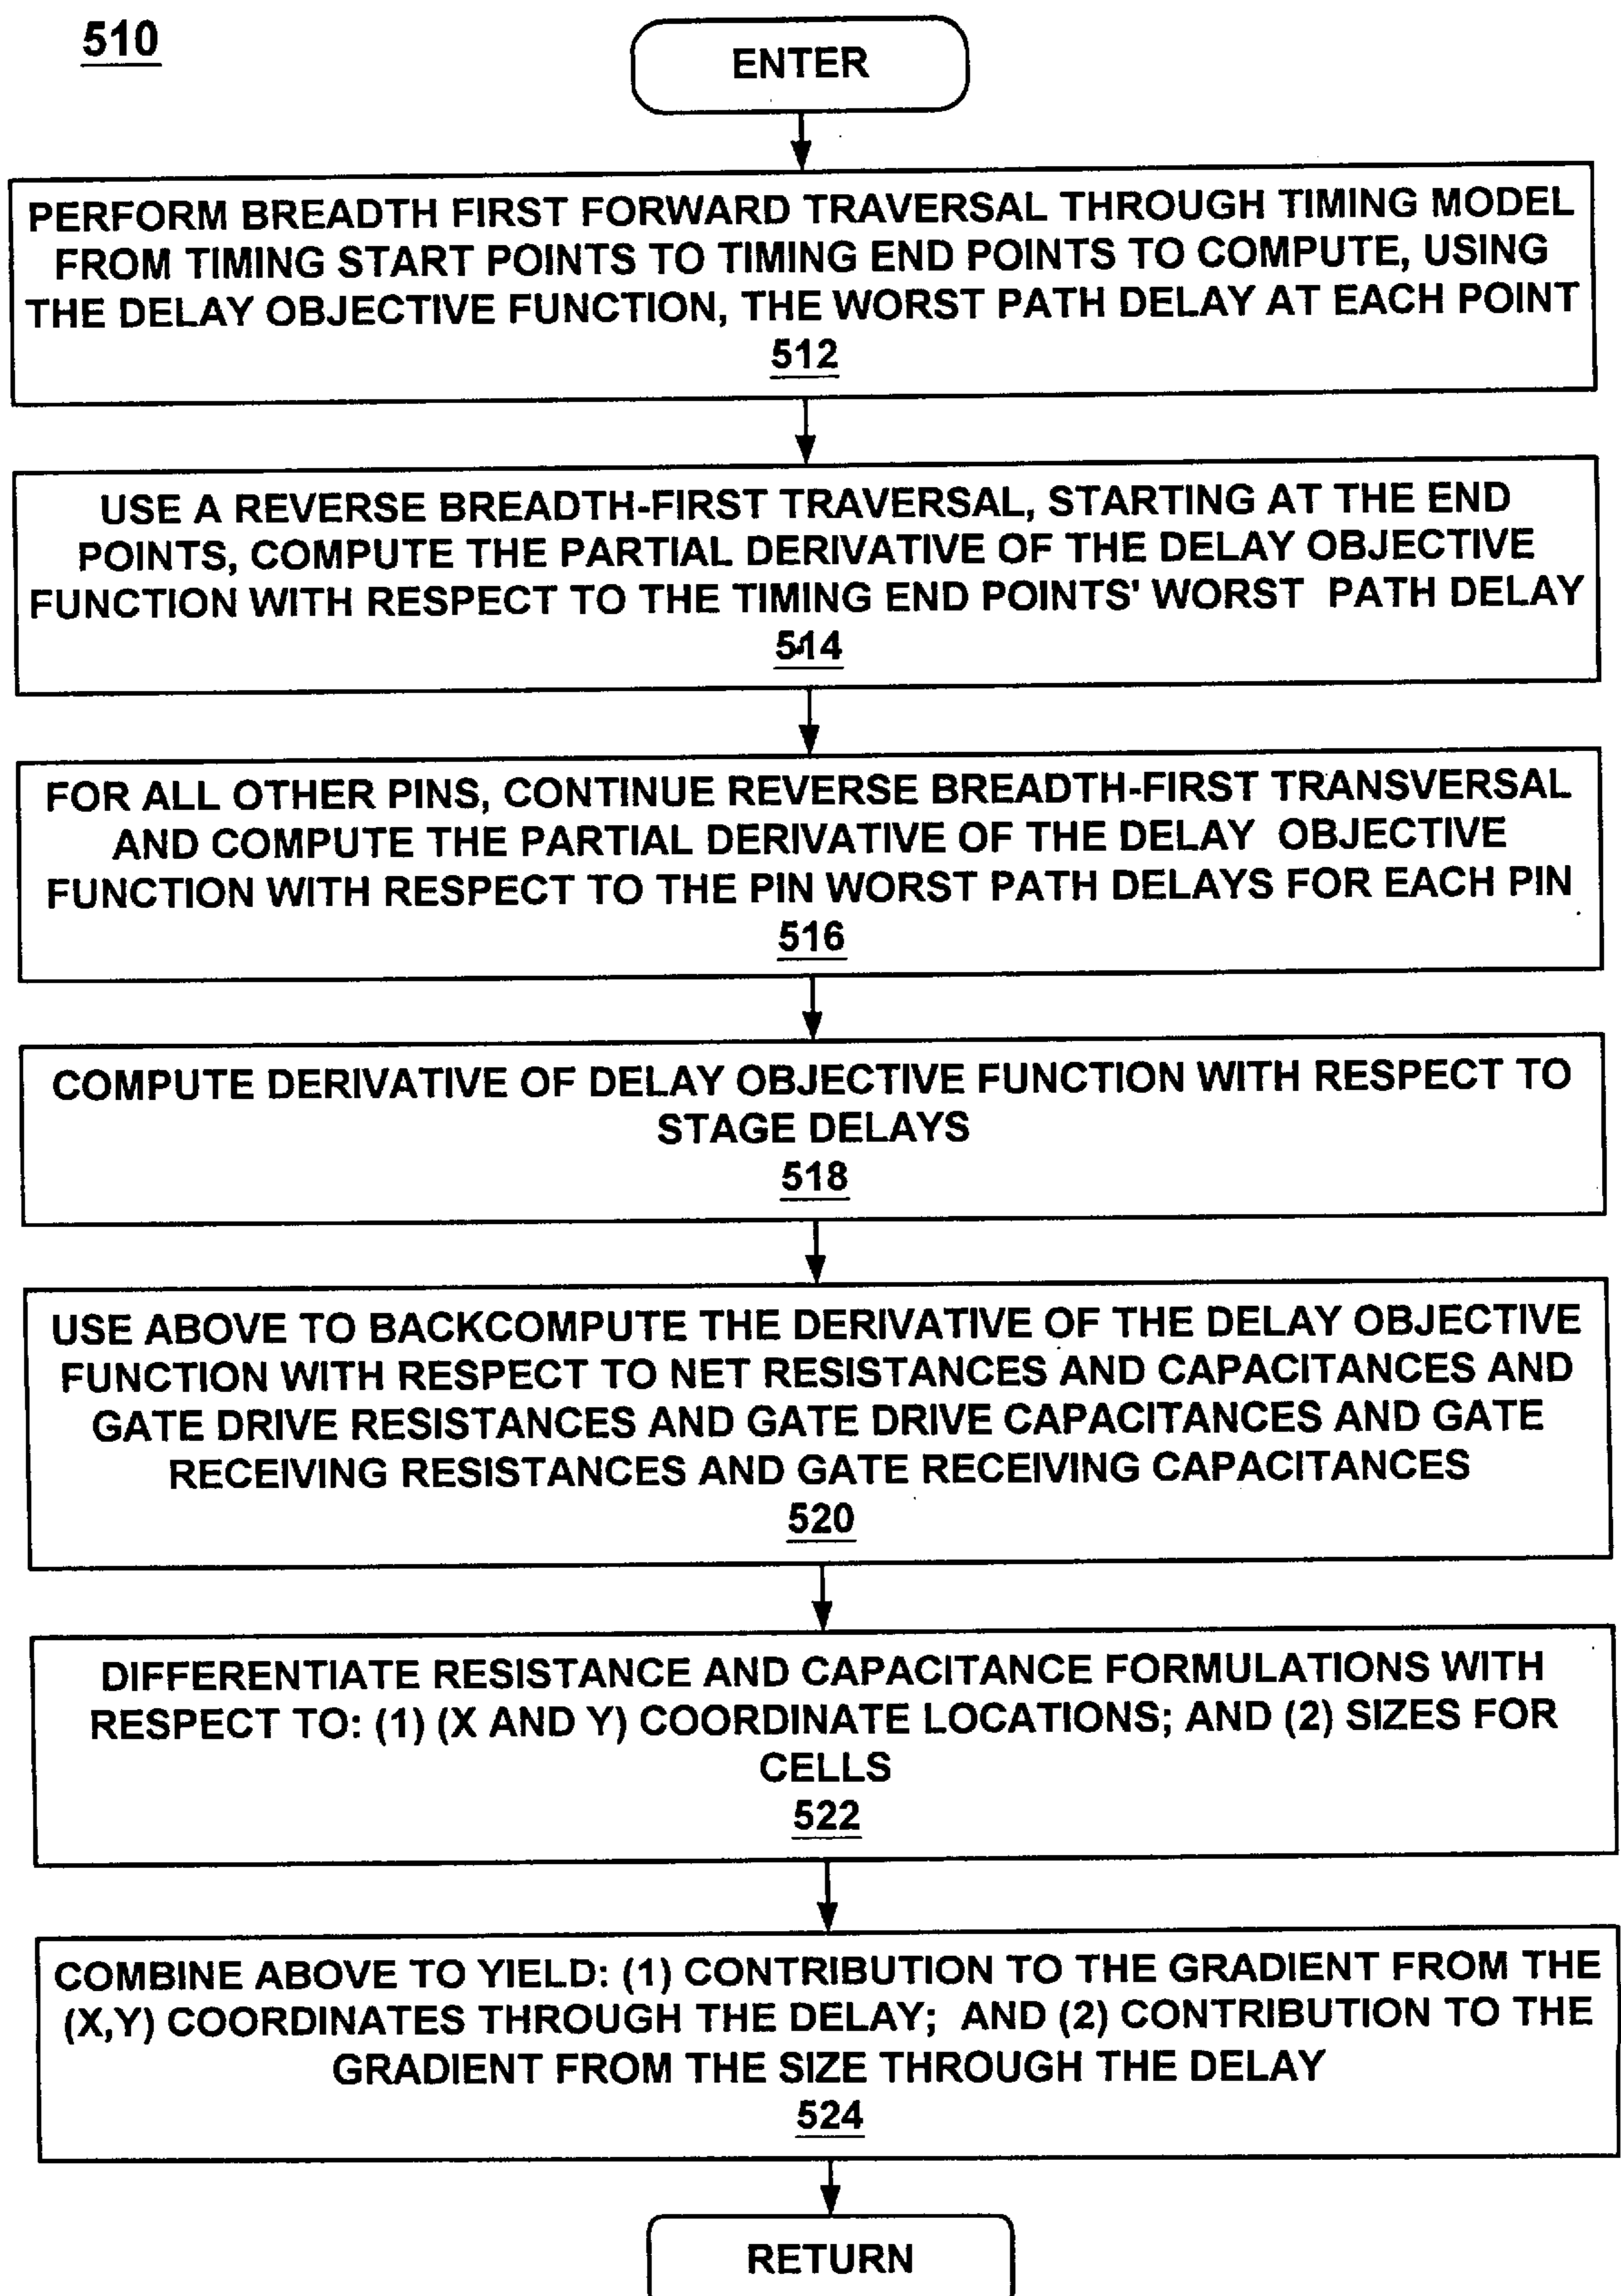 510
ENTER
PERFORM BREADTH FIRST FORWARD TRAVERSAL THROUGH TIMING MODEL
FROM TIMING START POINTS TO TIMING END POINTS TO COMPUTE, USING
THE DELAY OBJECTIVE FUNCTION, THE WORST PATH DELAY AT EACH POINT
512
USE A REVERSE BREADTH-FIRST TRAVERSAL, STARTING AT THE END
POINTS, COMPUTE THE PARTIAL DERIVATIVE OF THE DELAY OBJECTIVE
FUNCTION WITH RESPECT TO THE TIMING END POINTS' WORST PATH DELAY
514
FOR ALL OTHER PINS, CONTINUE REVERSE BREADTH-FIRST TRANSVERSAL
AND COMPUTE THE PARTIAL DERIVATIVE OF THE DELAY OBJECTIVE
FUNCTION WITH RESPECT TO THE PIN WORST PATH DELAYS FOR EACH PIN
516
COMPUTE DERIVATIVE OF DELAY OBJECTIVE FUNCTION WITH RESPECT TO
STAGE DELAYS
518
USE ABOVE TO BACKCOMPUTE THE DERIVATIVE OF THE DELAY OBJECTIVE
FUNCTION WITH RESPECT TO NET RESISTANCES AND CAPACITANCES AND
GATE DRIVE RESISTANCES AND GATE DRIVE CAPACITANCES AND GATE
RECEIVING RESISTANCES AND GATE RECEIVING CAPACITANCES
520
DIFFERENTIATE RESISTANCE AND CAPACITANCE FORMULATIONS WITH
RESPECT TO: (1) (X AND Y) COORDINATE LOCATIONS; AND (2) SIZES FOR
CELLS
522
COMBINE ABOVE TO YIELD: (1) CONTRIBUTION TO THE GRADIENT FROM THE
(X,Y) COORDINATES THROUGH THE DELAY; AND (2) CONTRIBUTION TO THE
GRADIENT FROM THE SIZE THROUGH THE DELAY
524
RETURN